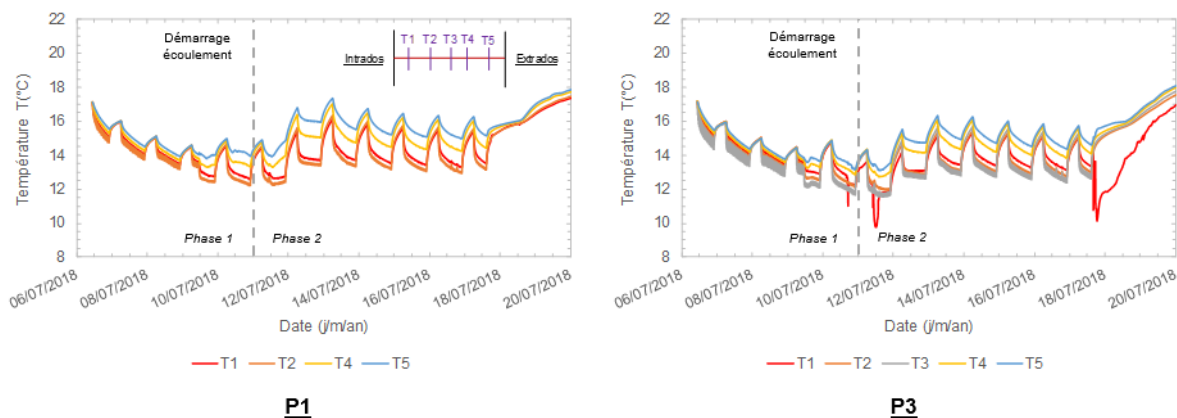 22
20
18
16
14
12
10
8
Température T(°C)
Démarrage
écoulement
T1 T2 T3 T4 T5
Intrados
Extrados
Phase 1
Phase 2
06/07/2018
08/07/2018
10/07/2018
12/07/2018
14/07/2018
16/07/2018
18/07/2018
20/07/2018
Date (j/m/an)
T1 T2 T4 T5
P1
22
20
18
16
14
12
10
8
Température T(°C)
Démarrage
écoulement
Phase 1
Phase 2
06/07/2018
08/07/2018
10/07/2018
12/07/2018
14/07/2018
16/07/2018
18/07/2018
20/07/2018
Date (j/m/an)
T1 T2 T3 T4 T5
P3